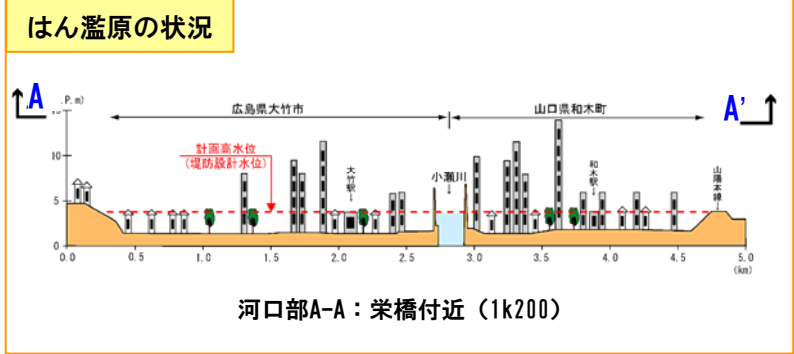 はん濫原の状況
A
A'
.P.m)
広島県大竹市
山口県和木町
計画高水位
(堤防設計水位)
大竹駅
小瀬川
和木駅
山陽本線
10
5
0
0.0 0.5 1.0 1.5 2.0 2.5 3.0 3.5 4.0 4.5 5.0
(km)
河口部A-A：栄橋付近（1k200）